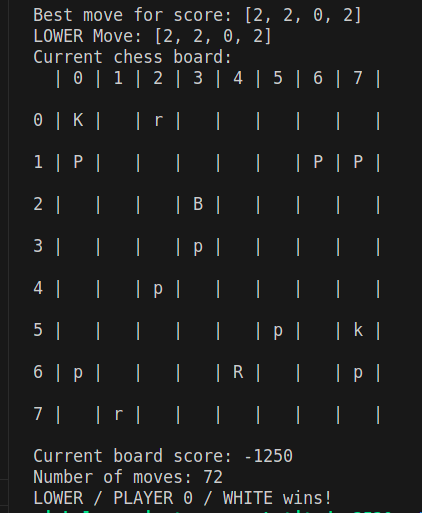 Best move for score: [2, 2, 0, 2]
LOWER Move: [2, 2, 0, 2]
Current chess board:
  | 0 | 1 | 2 | 3 | 4 | 5 | 6 | 7 |
0 | K |   | r |   |   |   |   |   |
1 | P |   |   |   |   |   | P | P |
2 |   |   |   | B |   |   |   |   |
3 |   |   |   | p |   |   |   |   |
4 |   |   | p |   |   |   |   |   |
5 |   |   |   |   |   | p |   | k |
6 | p |   |   |   | R |   |   | p |
7 |   | r |   |   |   |   |   |   |
Current board score: -1250
Number of moves: 72
LOWER / PLAYER 0 / WHITE wins!